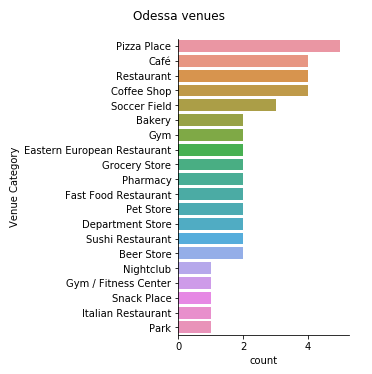 Odessa venues
Venue Category
Pizza Place
Café
Restaurant
Coffee Shop
Soccer Field
Bakery
Gym
Eastern European Restaurant
Grocery Store
Pharmacy
Fast Food Restaurant
Pet Store
Department Store
Sushi Restaurant
Beer Store
Nightclub
Gym / Fitness Center
Snack Place
Italian Restaurant
Park
0 2 4
count